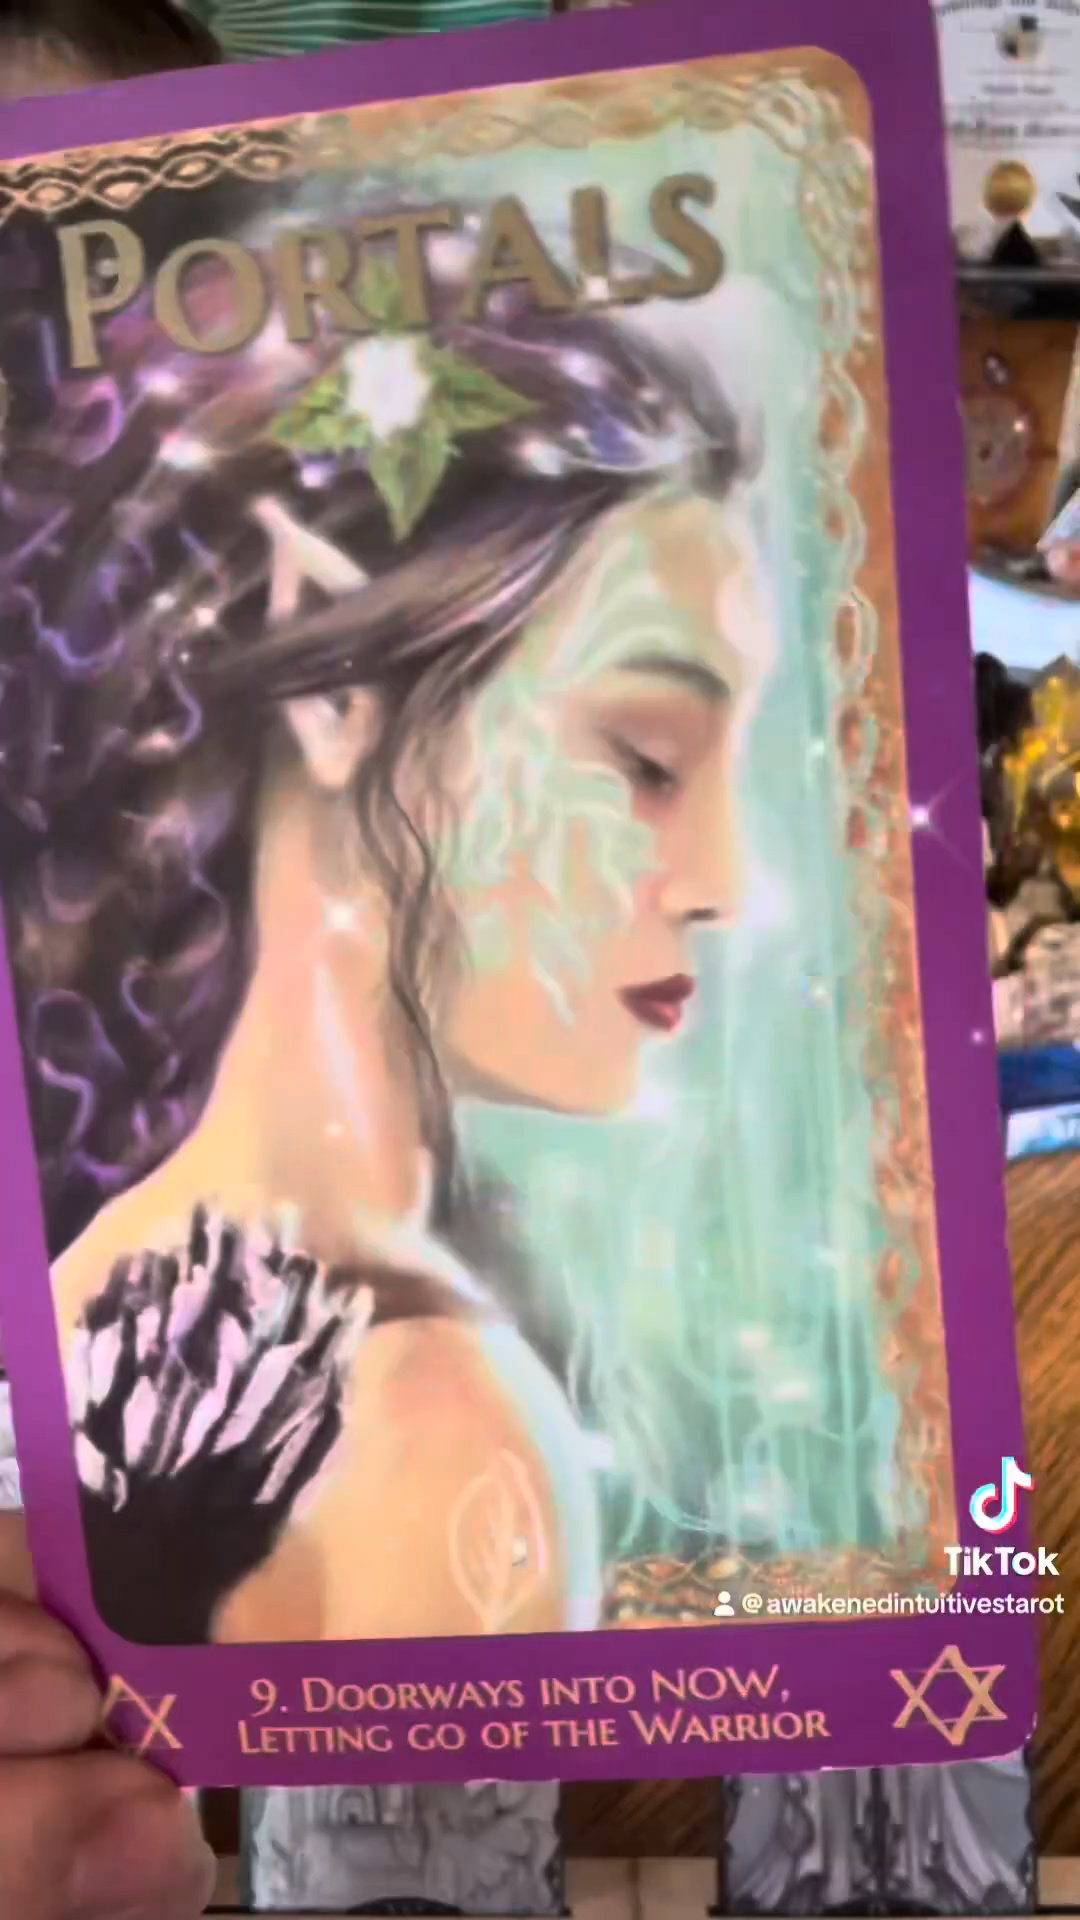 PORTALS
TikTok
@awakenedintuitivestarot
9. DOORWAYS INTO NOW,
LETTING GO OF THE WARRIOR